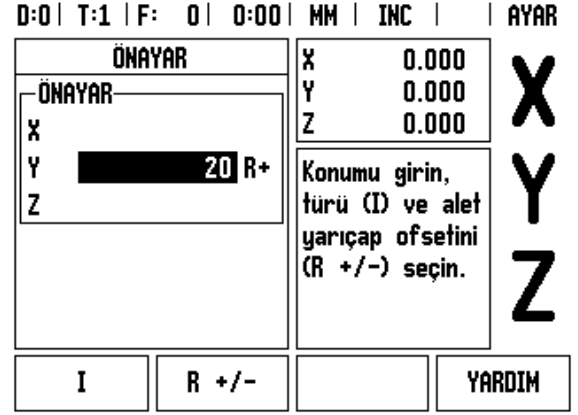 D:0 | T:1 | F: 0 | 0:00 | MM | INC | | AYAR
ÖNAYAR
ÖNAYAR
X
Y 20 R+
Z
X 0.000
Y 0.000
Z 0.000
Konumu girin,
türü (I) ve alet
yarıçap ofsetini
(R +/-) seçin.
X
Y
Z
I
R +/-
YARDIM